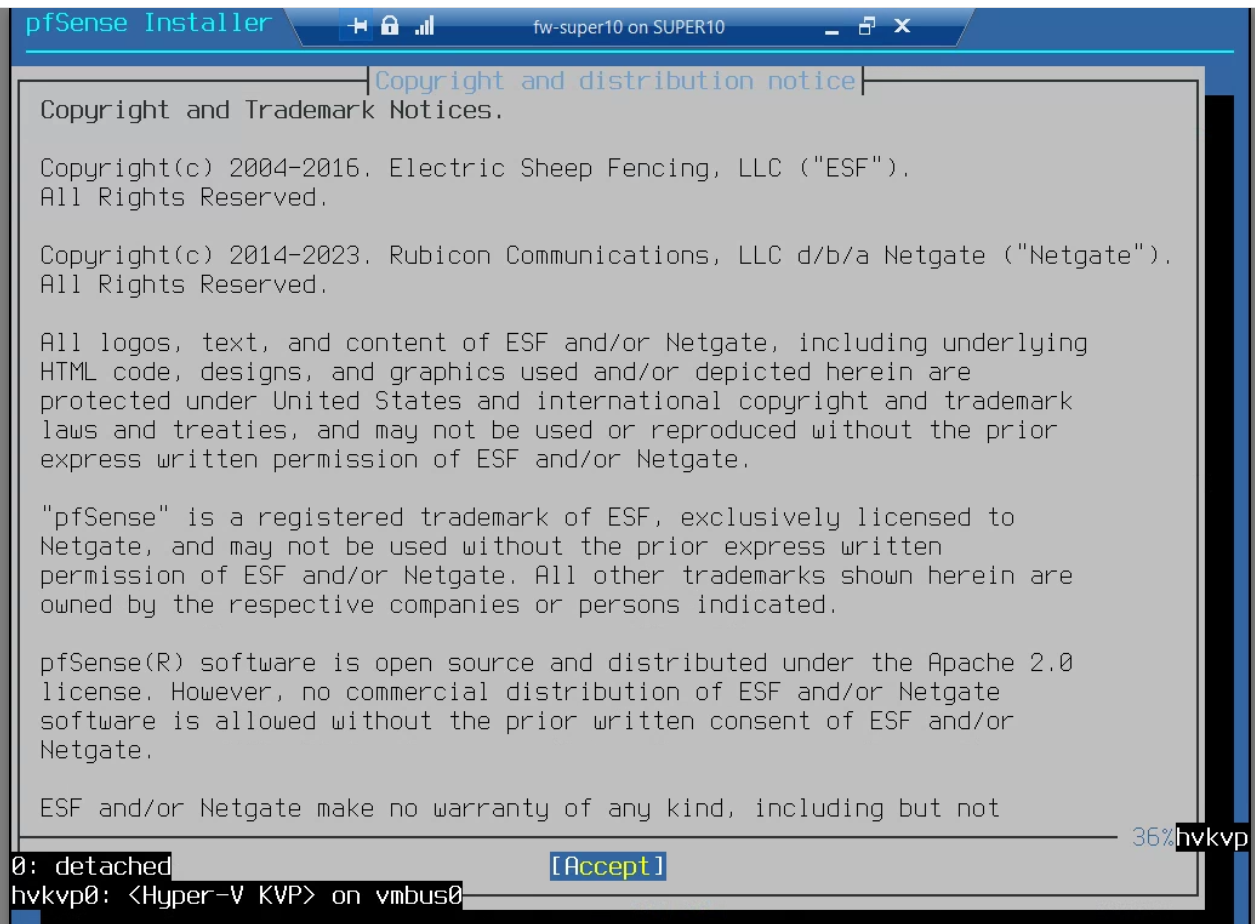 pfSense Installer
fw-super10 on SUPER10
Copyright and distribution notice
Copyright and Trademark Notices.
Copyright(c) 2004-2016. Electric Sheep Fencing, LLC ("ESF").
All Rights Reserved.
Copyright(c) 2014-2023. Rubicon Communications, LLC d/b/a Netgate ("Netgate").
All Rights Reserved.
All logos, text, and content of ESF and/or Netgate, including underlying
HTML code, designs, and graphics used and/or depicted herein are
protected under United States and international copyright and trademark
laws and treaties, and may not be used or reproduced without the prior
express written permission of ESF and/or Netgate.
"pfSense" is a registered trademark of ESF, exclusively licensed to
Netgate, and may not be used without the prior express written
permission of ESF and/or Netgate. All other trademarks shown herein are
owned by the respective companies or persons indicated.
pfSense(R) software is open source and distributed under the Apache 2.0
license. However, no commercial distribution of ESF and/or Netgate
software is allowed without the prior written consent of ESF and/or
Netgate.
ESF and/or Netgate make no warranty of any kind, including but not
36%hvkvp
0: detached
[Accept]
hvkvp0: <Hyper-V KVP> on vmbus0